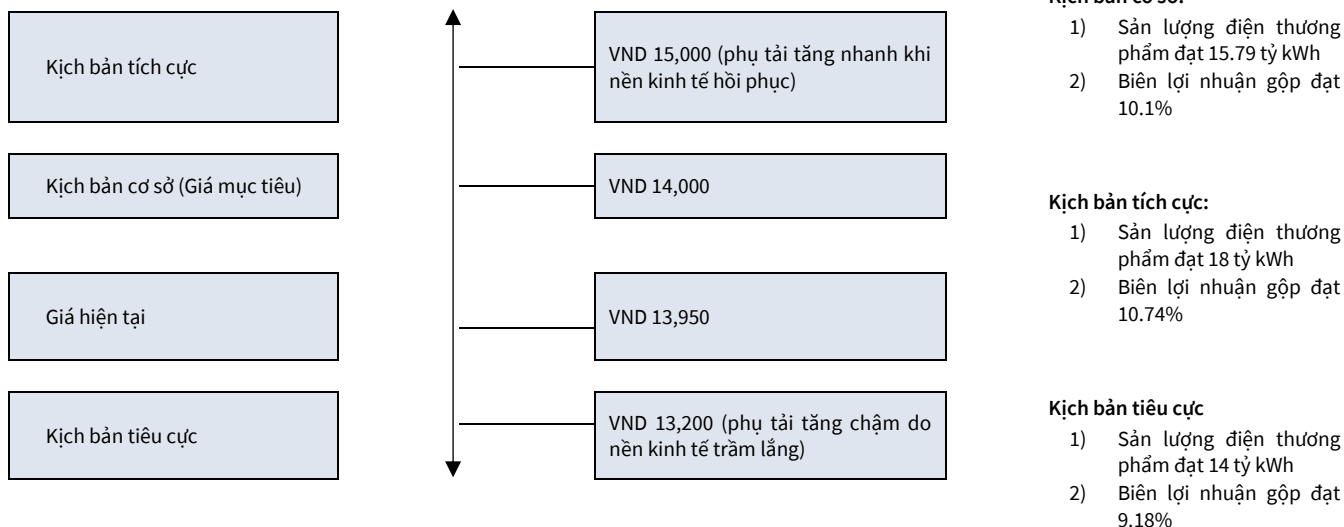 Kịch bản tích cực
VND 15,000 (phụ tải tăng nhanh khi
nền kinh tế hồi phục)
Kịch bản cơ sở (Giá mục tiêu)
VND 14,000
Giá hiện tại
VND 13,950
Kịch bản tiêu cực
VND 13,200 (phụ tải tăng chậm do
nền kinh tế trầm lắng)
Kịch bản cơ sở:
1) Sản lượng điện thương
phẩm đạt 15.79 tỷ kWh
2) Biên lợi nhuận gộp đạt
10.1%
Kịch bản tích cực:
1) Sản lượng điện thương
phẩm đạt 18 tỷ kWh
2) Biên lợi nhuận gộp đạt
10.74%
Kịch bản tiêu cực
1) Sản lượng điện thương
phẩm đạt 14 tỷ kWh
2) Biên lợi nhuận gộp đạt
9.18%